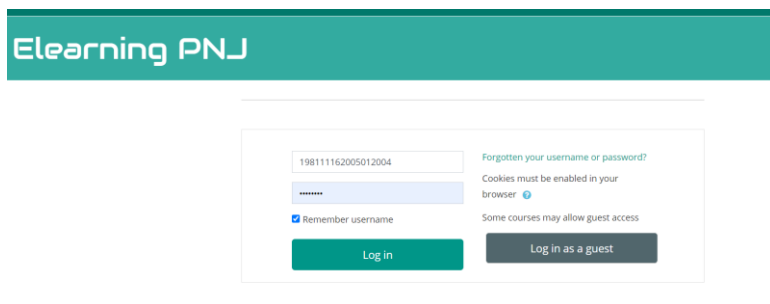 Elearning PNJ
198111162005012004
••••••••
Remember username
Log in
Forgotten your username or password?
Cookies must be enabled in your
browser
Some courses may allow guest access
Log in as a guest